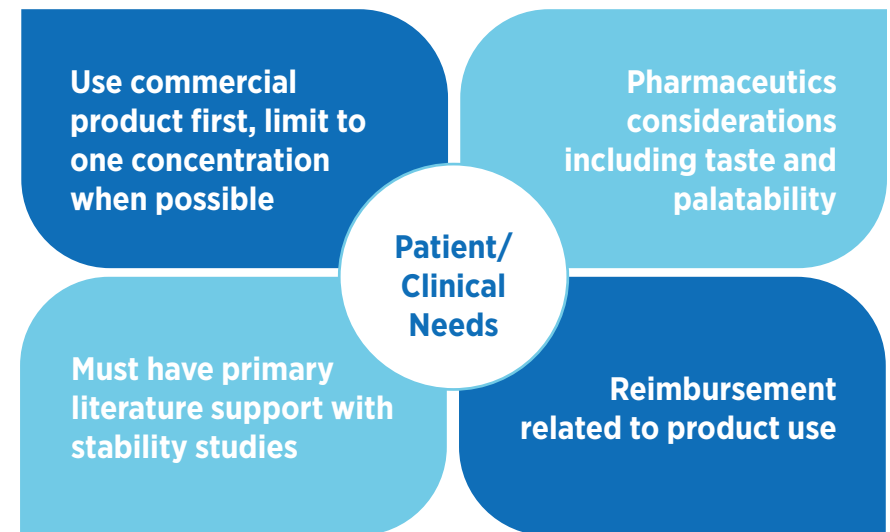 Use commercial
product first, limit to
one concentration
when possible
Pharmaceutics
considerations
including taste and
palatability
Patient/
Clinical
Needs
Must have primary
literature support with
stability studies
Reimbursement
related to product use